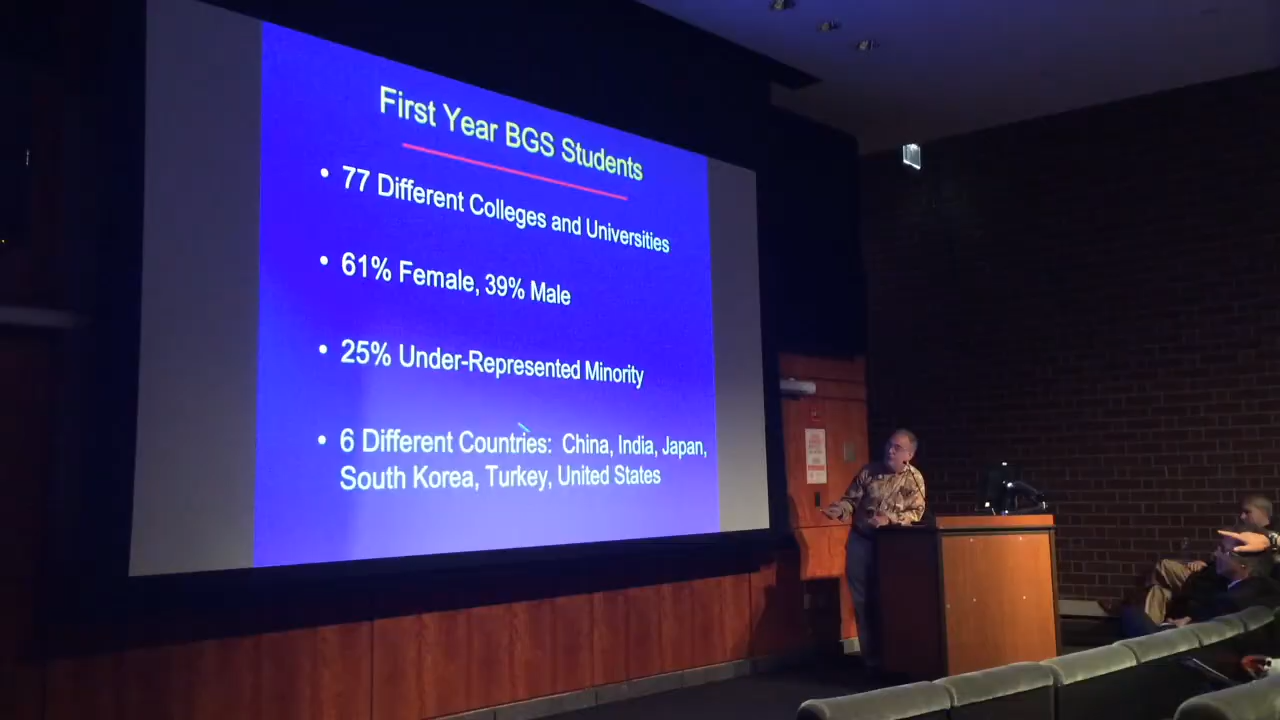 First Year BGS Students
• 77 Different Colleges and Universities
• 61% Female, 39% Male
• 25% Under-Represented Minority
• 6 Different Countries: China, India, Japan,
South Korea, Turkey, United States